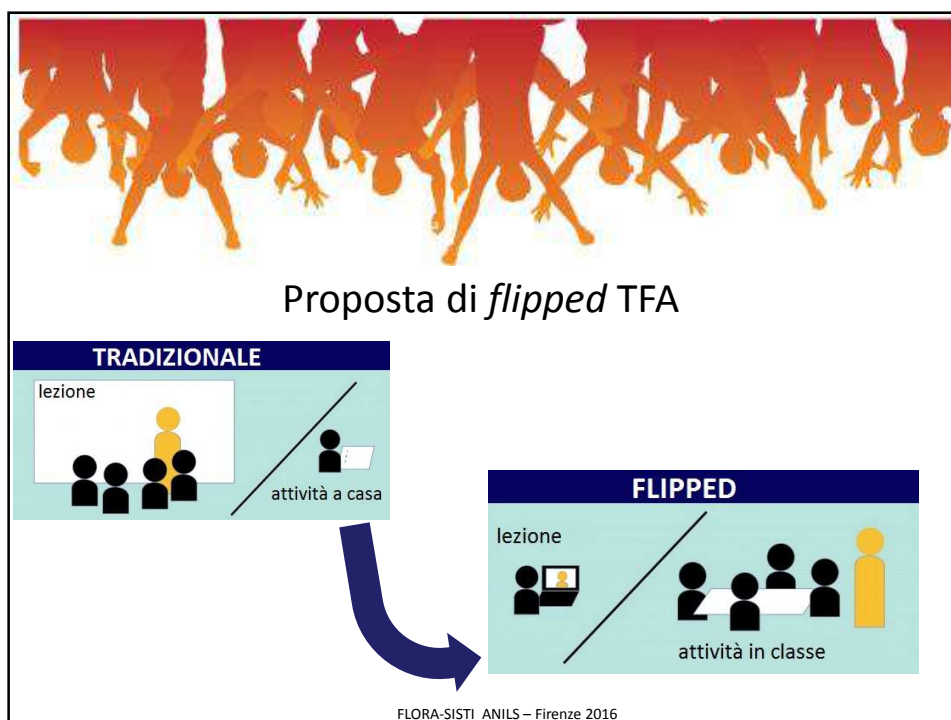 Proposta di flipped TFA
TRADIZIONALE
lezione
attività a casa
FLIPPED
lezione
attività in classe
FLORA-SISTI ANILS – Firenze 2016